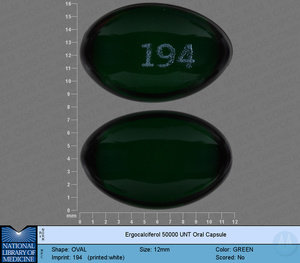 16
15
14
13
12
11
10
9
8
7
6
5
4
3
2
1
0
mm
194
0 1 2 3 4 5 6 7 8 9 10 11 12
Ergocalciferol 50000 UNT Oral Capsule
NATIONAL
LIBRARY OF
MEDICINE
Shape: OVAL Size: 12mm Color: GREEN
Imprint: 194 (printed:white) Scored: No